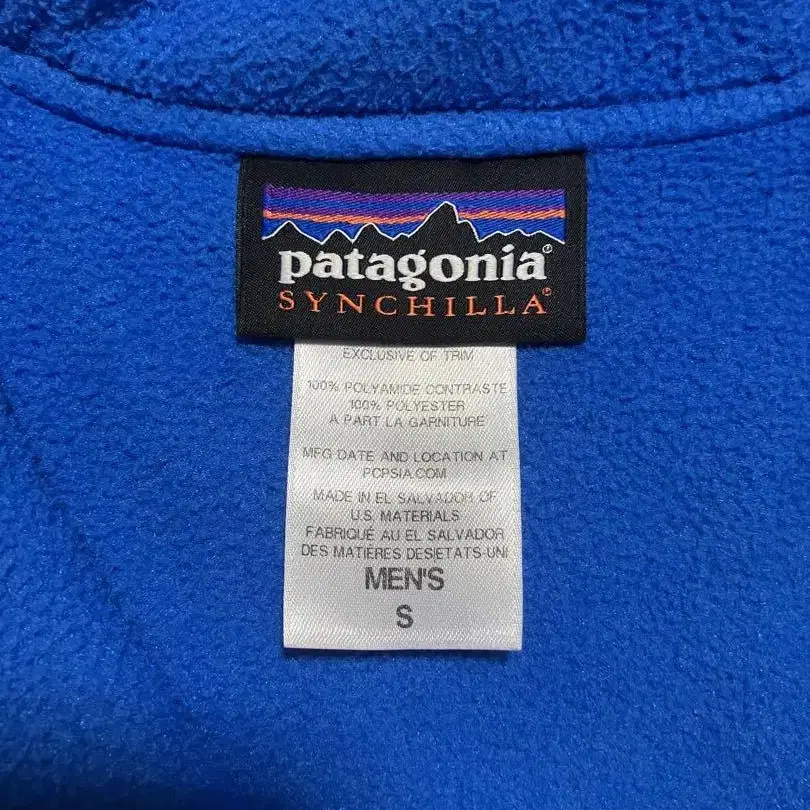 patagonia®
SYNCHILLA®
EXCLUSIVE OF TRIM
100% POLYAMIDE CONTRASTE
100% POLYESTER
A PART LA GARNITURE
MFG DATE AND LOCATION AT
PCPSIA.COM
MADE IN EL SALVADOR OF
U.S. MATERIALS
FABRIQUÉ AU EL SALVADOR
DES MATIÈRES DESIETATS-UNI
MEN'S
S